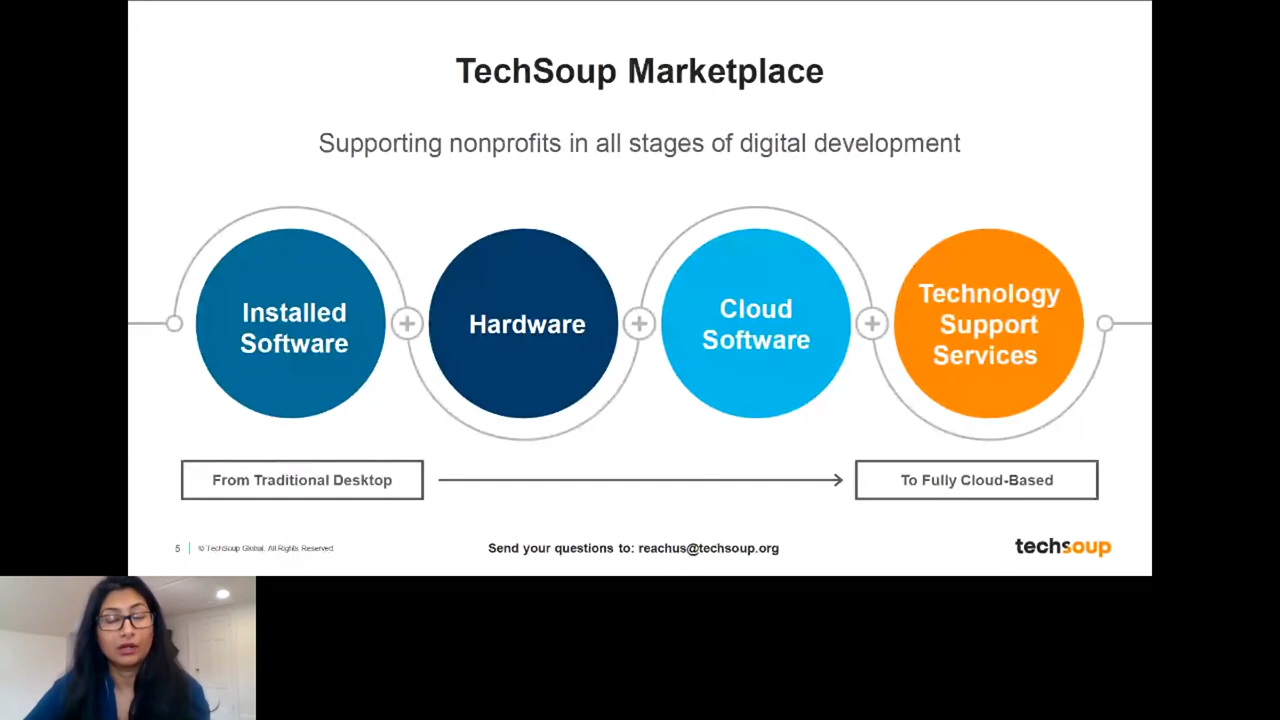 TechSoup Marketplace
Supporting nonprofits in all stages of digital development
Installed
Software
Hardware
Cloud
Software
Technology
Support
Services
From Traditional Desktop
To Fully Cloud-Based
5
© TechSoup Global. All Rights Reserved.
Send your questions to: reachus@techsoup.org
techsoup